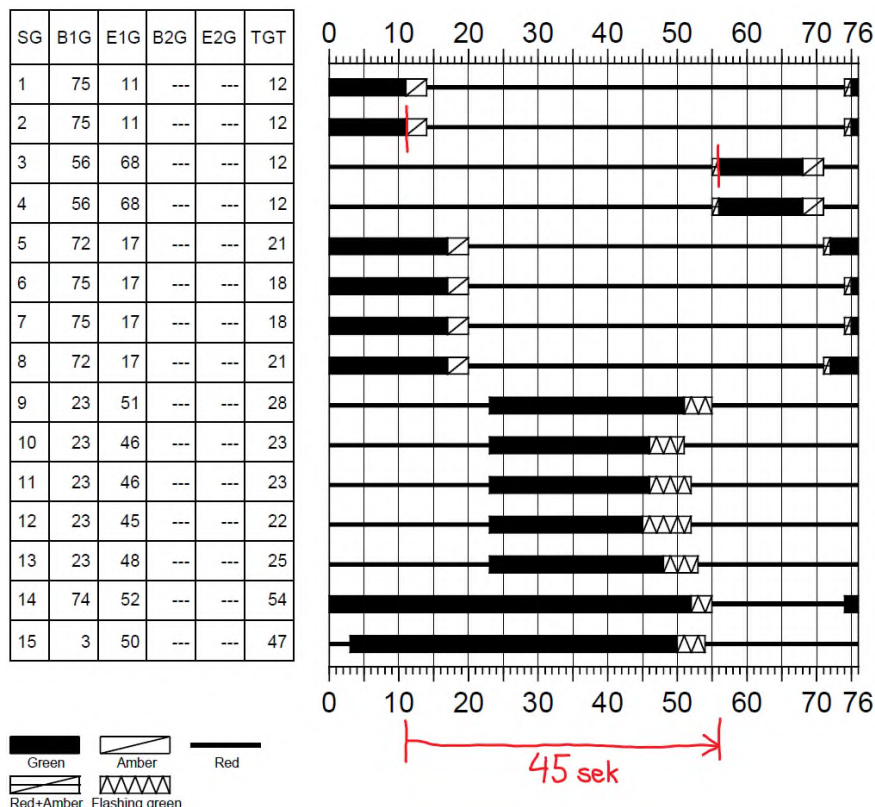 SG B1G E1G B2G E2G TGT
1 75 11 --- --- 12
2 75 11 --- --- 12
3 56 68 --- --- 12
4 56 68 --- --- 12
5 72 17 --- --- 21
6 75 17 --- --- 18
7 75 17 --- --- 18
8 72 17 --- --- 21
9 23 51 --- --- 28
10 23 46 --- --- 23
11 23 46 --- --- 23
12 23 45 --- --- 22
13 23 48 --- --- 25
14 74 52 --- --- 54
15 3 50 --- --- 47
0 10 20 30 40 50 60 70 76
0 10 20 30 40 50 60 70 76
45 sek
Green Amber Red
Red+Amber Flashing green